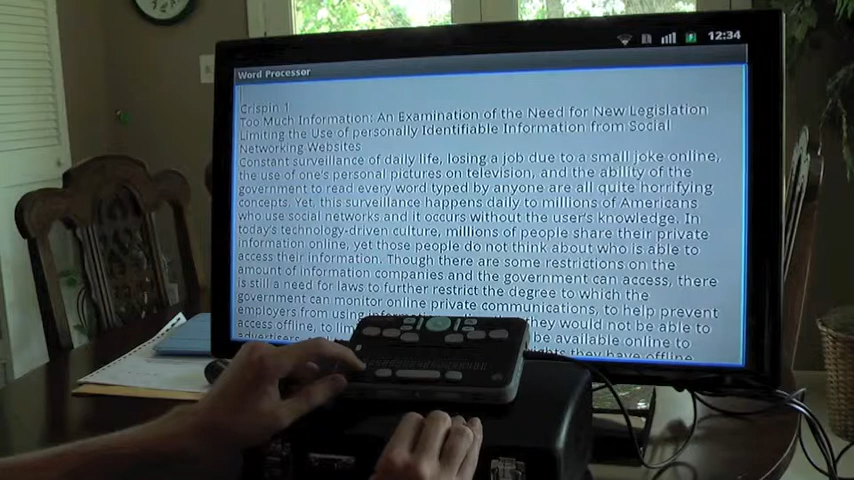 12:34
Word Processor
Crispin 1
Too Much Information: An Examination of the Need for New Legislation
Limiting the Use of personally Identifiable Information from Social
Networking Websites
Constant surveillance of daily life, losing a job due to a small joke online,
the use of one's personal pictures on television, and the ability of the
government to read every word typed by anyone are all quite horrifying
concepts. Yet, this surveillance happens daily to millions of Americans
who use social networks and it occurs without the user's knowledge. In
today's technology-driven culture, millions of people share their private
information online, yet those people do not think about who is able to
access their information. Though there are some restrictions on the
amount of information companies and the government can access, there
is still a need for laws to further restrict the degree to which the
government can monitor online private communications, to help prevent
employers from using they would not be able to
access offline, to able to
advertisers rights they have offline